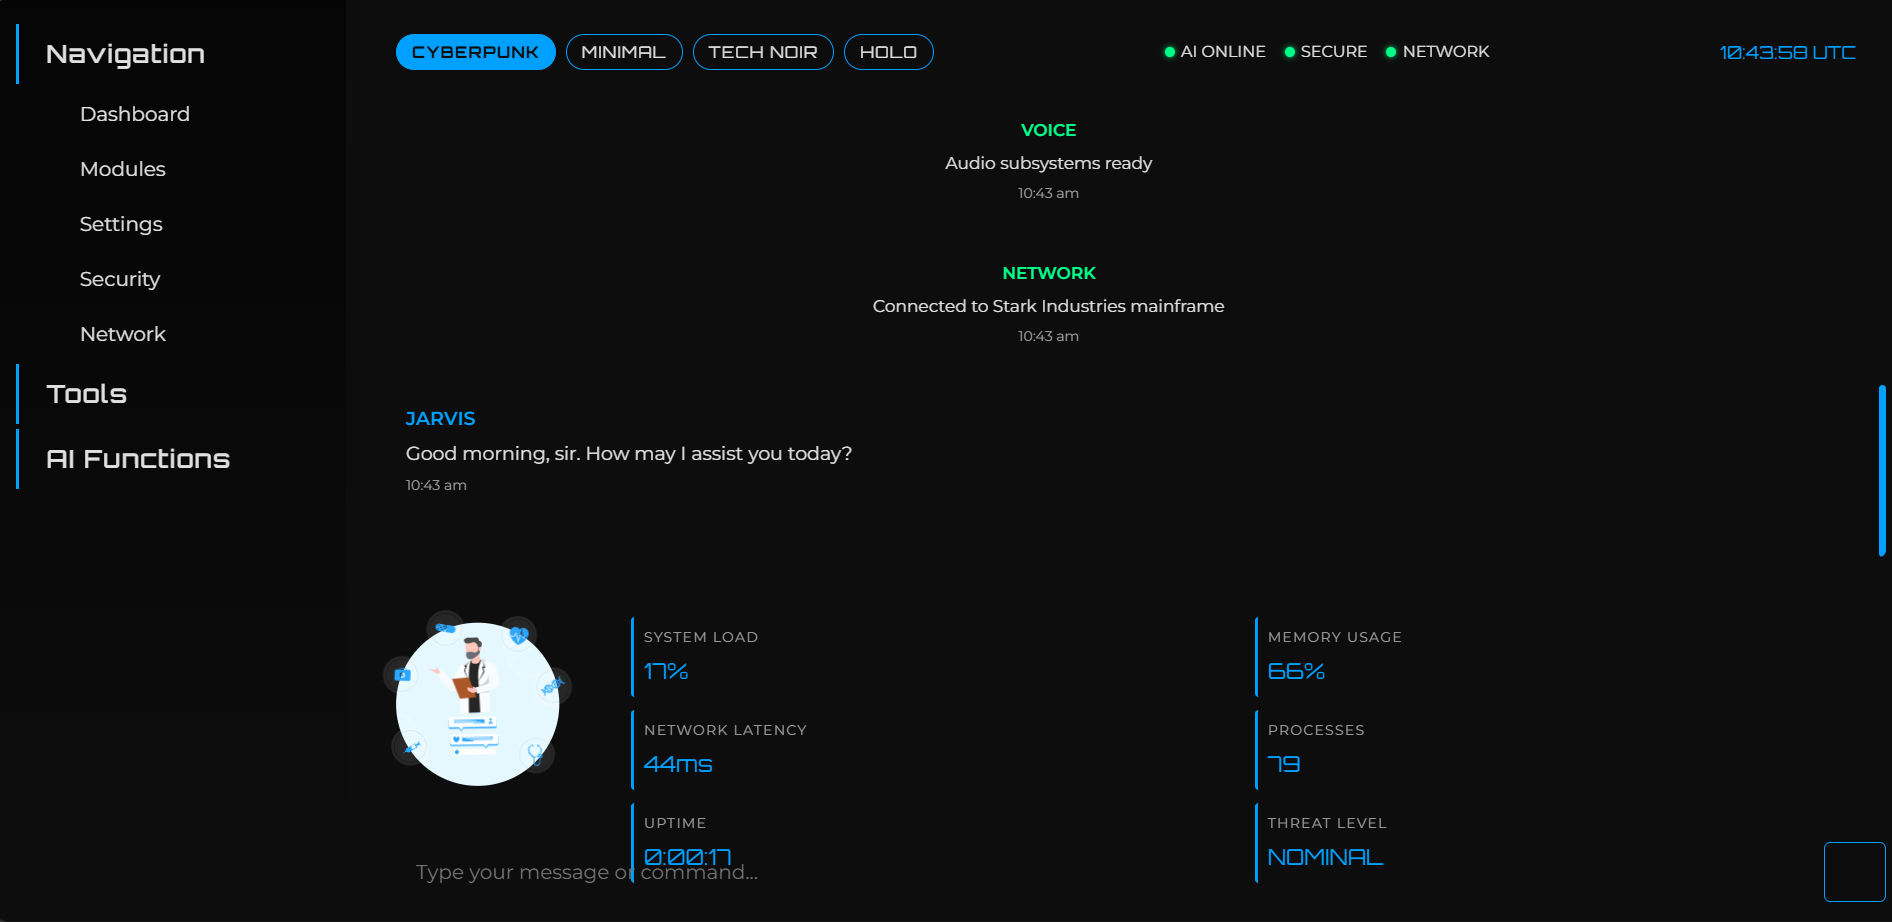 Navigation
Dashboard
Modules
Settings
Security
Network
Tools
AI Functions
CYBERPUNK
MINIMAL
TECH NOIR
HOLO
AI ONLINE
SECURE
NETWORK
10:43:58 UTC
VOICE
Audio subsystems ready
10:43 am
NETWORK
Connected to Stark Industries mainframe
10:43 am
JARVIS
Good morning, sir. How may I assist you today?
10:43 am
SYSTEM LOAD
17%
MEMORY USAGE
66%
NETWORK LATENCY
44ms
PROCESSES
79
UPTIME
0:00:17
THREAT LEVEL
NOMINAL
Type your message or command...